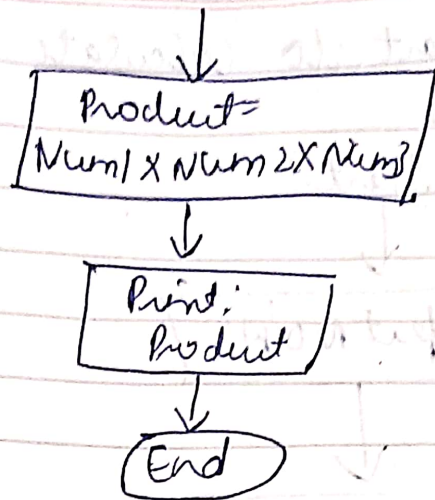 Product=
Num1 X Num2 X Num3
Print:
Product
End